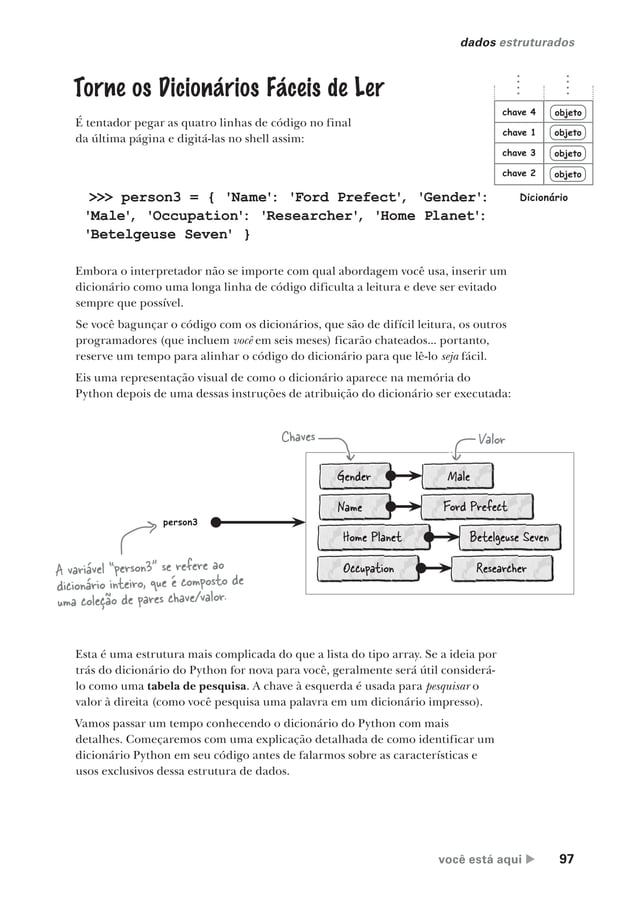 dados estruturados
Torne os Dicionários Fáceis de Ler
É tentador pegar as quatro linhas de código no final
da última página e digitá-las no shell assim:
chave 4 objeto
chave 1 objeto
chave 3 objeto
chave 2 objeto
Dicionário
>>> person3 = { 'Name': 'Ford Prefect', 'Gender':
'Male', 'Occupation': 'Researcher', 'Home Planet':
'Betelgeuse Seven' }
Embora o interpretador não se importe com qual abordagem você usa, inserir um
dicionário como uma longa linha de código dificulta a leitura e deve ser evitado
sempre que possível.
Se você bagunçar o código com os dicionários, que são de difícil leitura, os outros
programadores (que incluem você em seis meses) ficarão chateados... portanto,
reserve um tempo para alinhar o código do dicionário para que lê-lo seja fácil.
Eis uma representação visual de como o dicionário aparece na memória do
Python depois de uma dessas instruções de atribuição do dicionário ser executada:
Chaves
Valor
Gender Male
Name Ford Prefect
Home Planet Betelgeuse Seven
Occupation Researcher
person3
A variável "person3" se refere ao
dicionário inteiro, que é composto de
uma coleção de pares chave/valor.
Esta é uma estrutura mais complicada do que a lista do tipo array. Se a ideia por
trás do dicionário do Python for nova para você, geralmente será útil considerá-
lo como uma tabela de pesquisa. A chave à esquerda é usada para pesquisar o
valor à direita (como você pesquisa uma palavra em um dicionário impresso).
Vamos passar um tempo conhecendo o dicionário do Python com mais
detalhes. Começaremos com uma explicação detalhada de como identificar um
dicionário Python em seu código antes de falarmos sobre as características e
usos exclusivos dessa estrutura de dados.
você está aqui ▶ 97